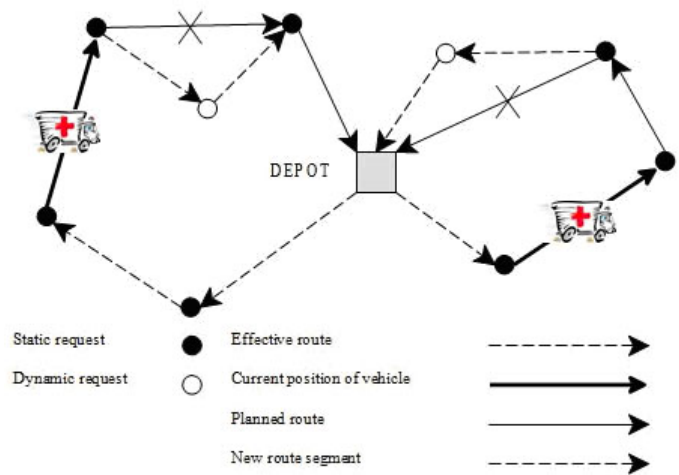 DEPOT
Static request
Effective route
Dynamic request
Current position of vehicle
Planned route
New route segment